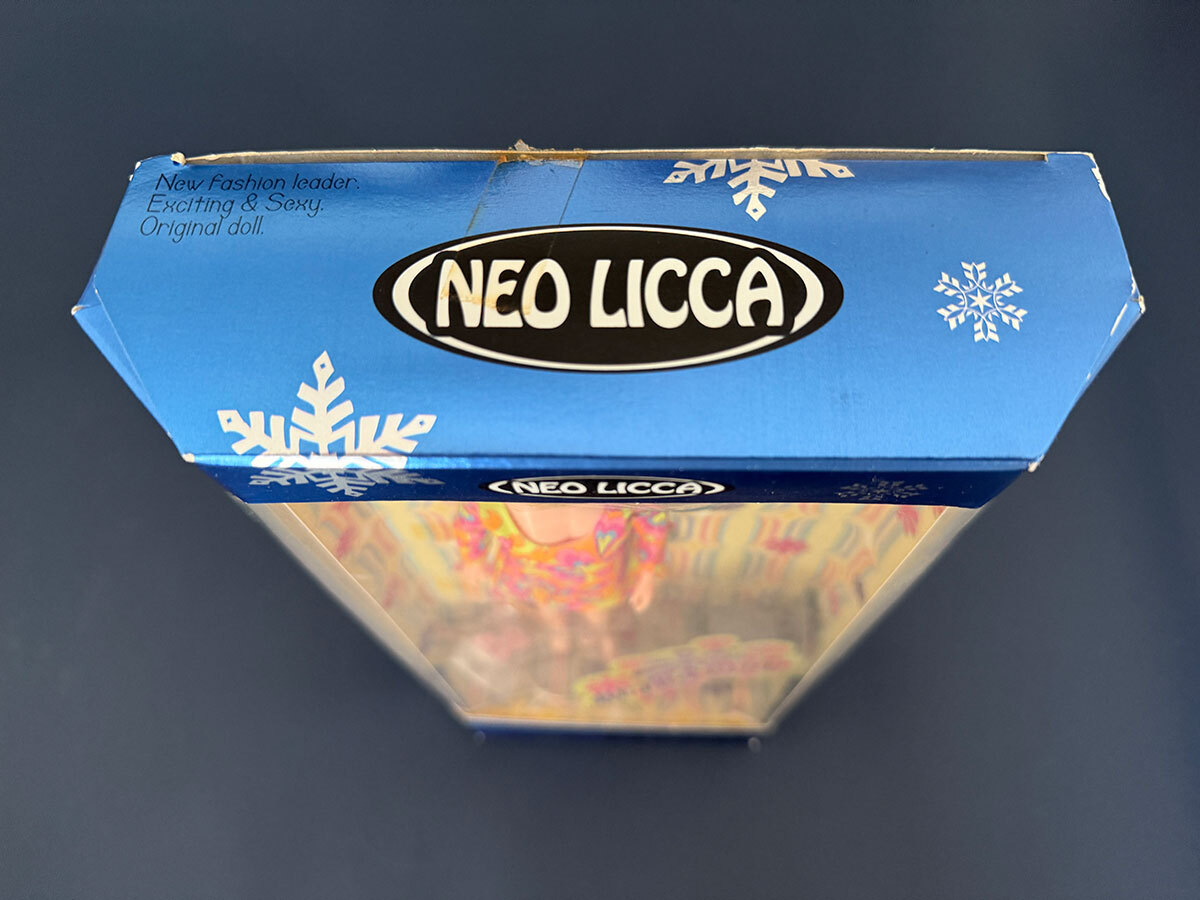 New fashion leader.
Exciting & Sexy.
Original doll.
NEO LICCA
NEO LICCA